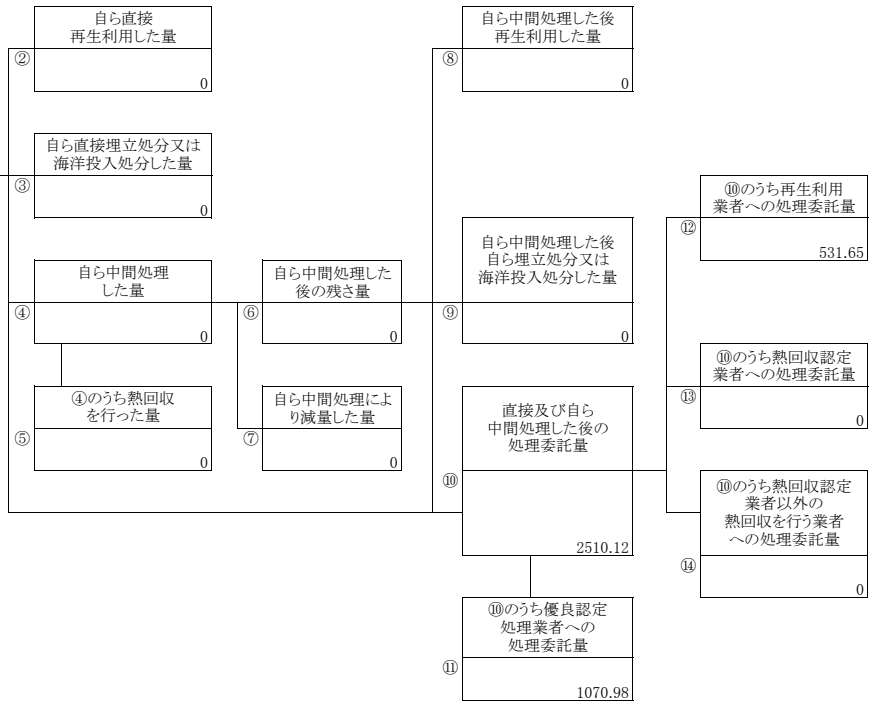 自ら直接
再生利用した量
②
0
自ら直接埋立処分又は
海洋投入処分した量
③
0
自ら中間処理
した量
④
0
④のうち熱回収
を行った量
⑤
0
自ら中間処理した
後の残さ量
⑥
0
自ら中間処理によ
り減量した量
⑦
0
自ら中間処理した後
再生利用した量
⑧
0
自ら中間処理した後
自ら埋立処分又は
海洋投入処分した量
⑨
0
直接及び自ら
中間処理した後の
処理委託量
⑩
2510.12
⑩のうち優良認定
処理業者への
処理委託量
⑪
1070.98
⑩のうち再生利用
業者への処理委託量
⑫
531.65
⑩のうち熱回収認定
業者への処理委託量
⑬
0
⑩のうち熱回収認定
業者以外の
熱回収を行う業者
への処理委託量
⑭
0